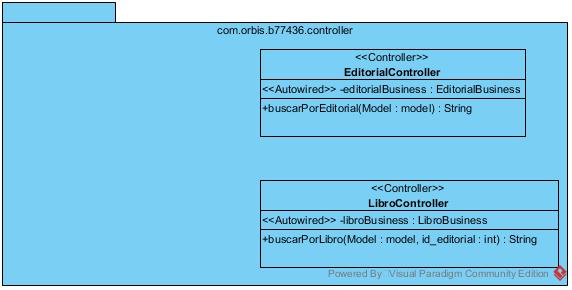 com.orbis.b77436.controller
<<Controller>>
EditorialController
<<Autowired>> -editorialBusiness : EditorialBusiness
+buscarPorEditorial(Model : model) : String
<<Controller>>
LibroController
<<Autowired>> -libroBusiness : LibroBusiness
+buscarPorLibro(Model : model, id_editorial : int) : String
Powered By Visual Paradigm Community Edition